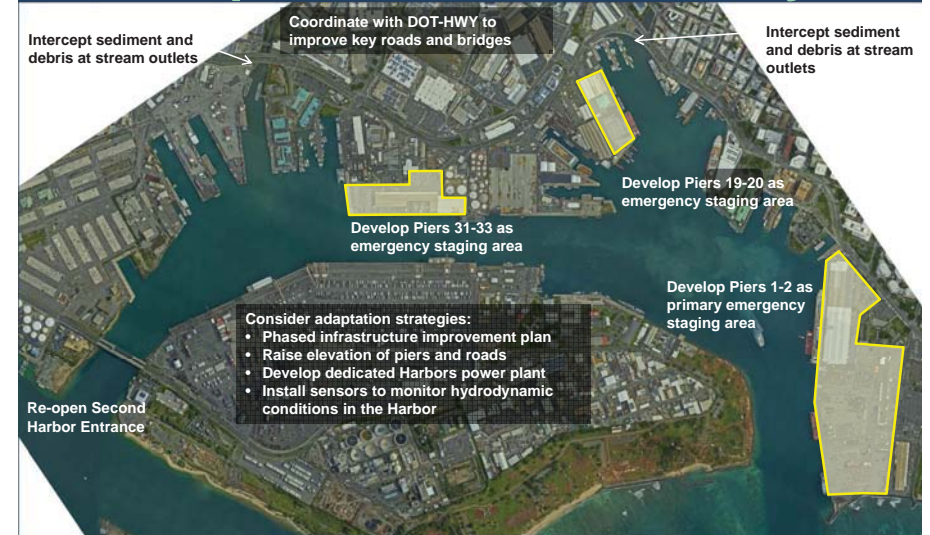 Coordinate with DOT-HWY to
improve key roads and bridges
Intercept sediment and
debris at stream outlets
Intercept sediment
and debris at stream
outlets
Develop Piers 19-20 as
emergency staging area
Develop Piers 31-33 as
emergency staging area
Develop Piers 1-2 as
primary emergency
staging area
Consider adaptation strategies:
• Phased infrastructure improvement plan
• Raise elevation of piers and roads
• Develop dedicated Harbors power plant
• Install sensors to monitor hydrodynamic
conditions in the Harbor
Re-open Second
Harbor Entrance